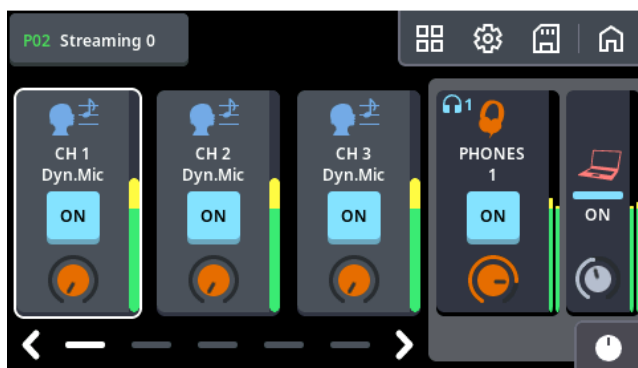 P02 Streaming 0
CH 1
Dyn.Mic
ON
CH 2
Dyn.Mic
ON
CH 3
Dyn.Mic
ON
1
PHONES
1
ON
ON